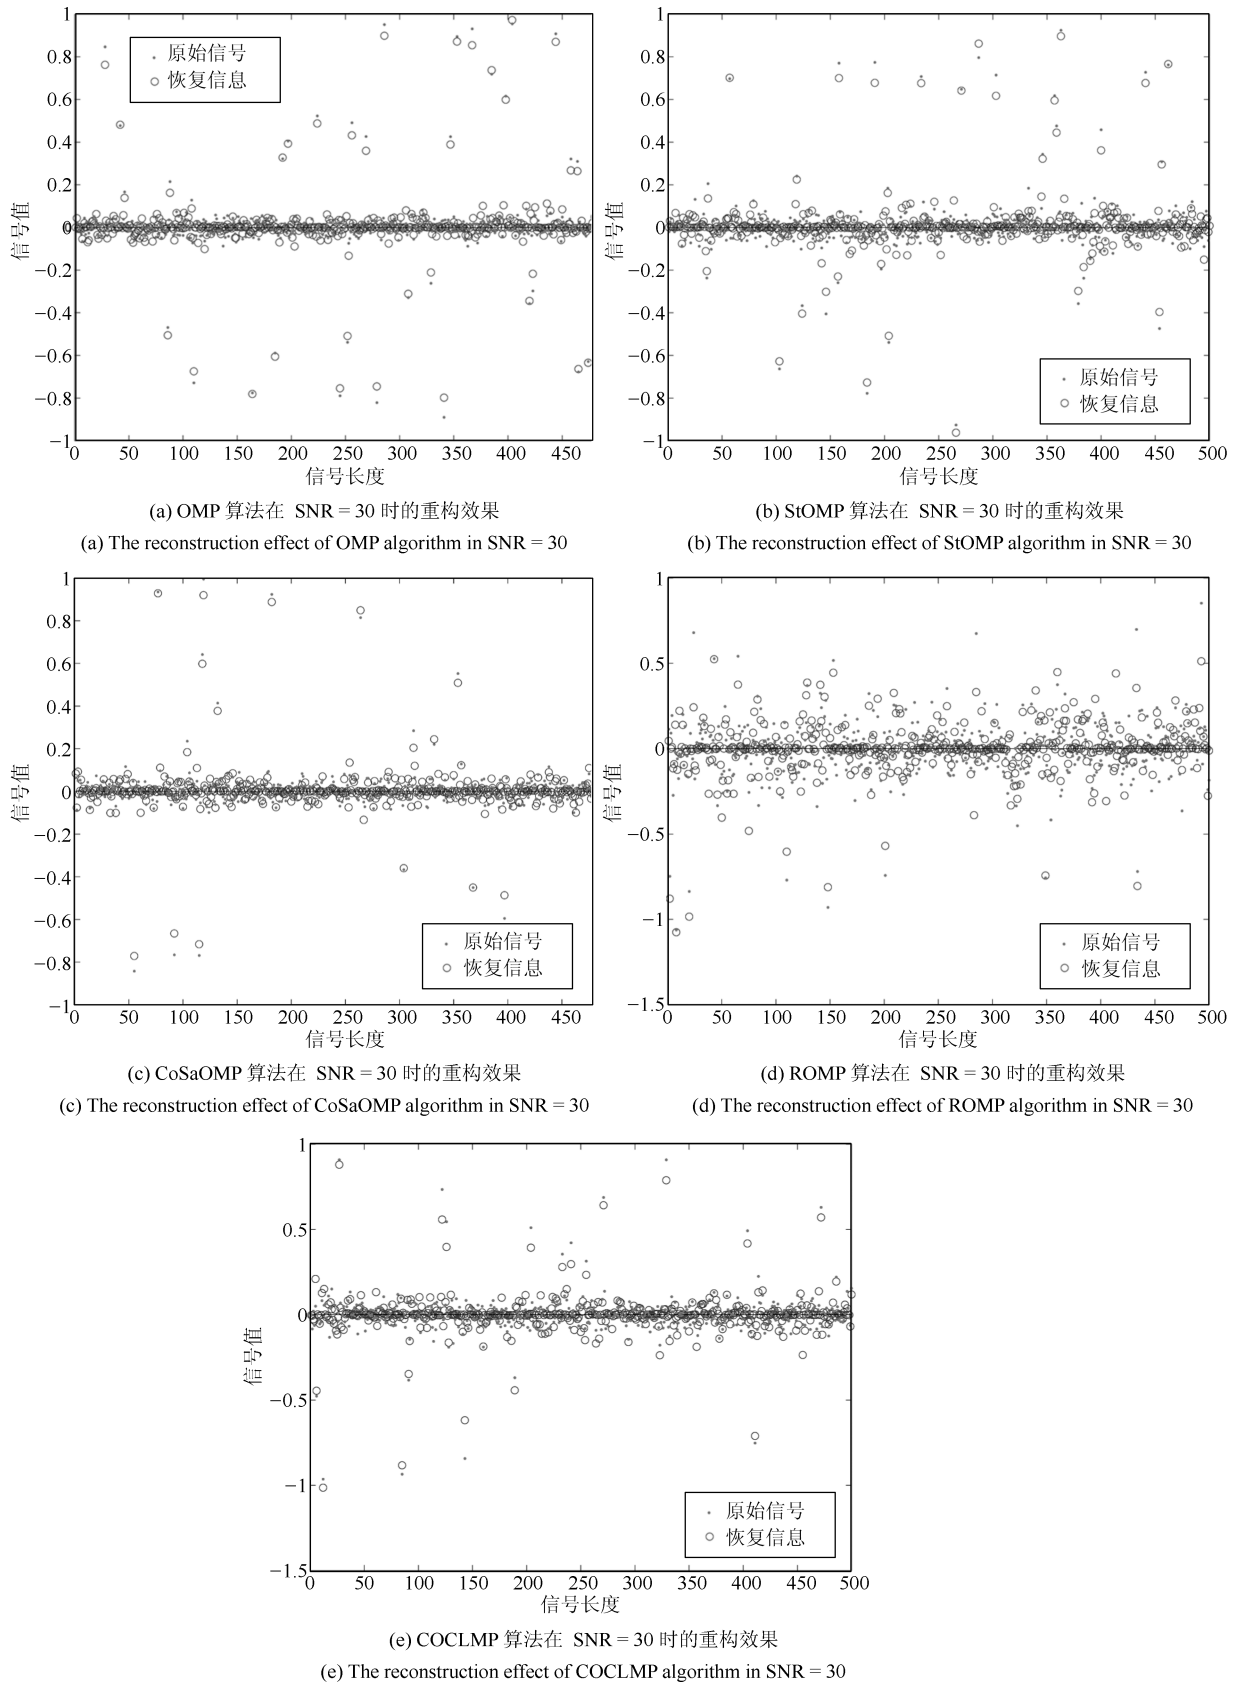 1
0.8
0.6
0.4
0.2
0
−0.2
−0.4
−0.6
−0.8
−1
信号值
原始信号
恢复信息
0 50 100 150 200 250 300 350 400 450
信号长度
(a) OMP 算法在 SNR = 30 时的重构效果
(a) The reconstruction effect of OMP algorithm in SNR = 30
1
0.8
0.6
0.4
0.2
0
−0.2
−0.4
−0.6
−0.8
−1
信号值
原始信号
恢复信息
0 50 100 150 200 250 300 350 400 450 500
信号长度
(b) StOMP 算法在 SNR = 30 时的重构效果
(b) The reconstruction effect of StOMP algorithm in SNR = 30
1
0.8
0.6
0.4
0.2
0
−0.2
−0.4
−0.6
−0.8
−1
信号值
原始信号
恢复信息
0 50 100 150 200 250 300 350 400 450
信号长度
(c) CoSaOMP 算法在 SNR = 30 时的重构效果
(c) The reconstruction effect of CoSaOMP algorithm in SNR = 30
1
0.5
0
−0.5
−1
−1.5
信号值
原始信号
恢复信息
0 50 100 150 200 250 300 350 400 450 500
信号长度
(d) ROMP 算法在 SNR = 30 时的重构效果
(d) The reconstruction effect of ROMP algorithm in SNR = 30
1
0.5
0
−0.5
−1
−1.5
信号值
原始信号
恢复信息
0 50 100 150 200 250 300 350 400 450 500
信号长度
(e) COCLMP 算法在 SNR = 30 时的重构效果
(e) The reconstruction effect of COCLMP algorithm in SNR = 30